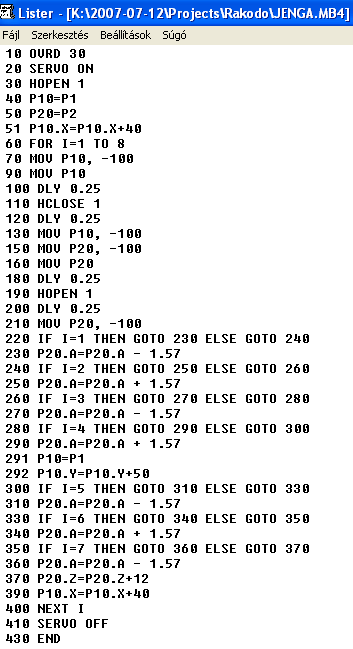 Lister - [K:\2007-07-12\Projects\Rakodo\JENGA.MB4]
Fájl Szerkesztés Beállítások Súgó
10 OVRD 30
20 SERVO ON
30 HOPEN 1
40 P10=P1
50 P20=P2
51 P10.X=P10.X+40
60 FOR I=1 TO 8
70 MOV P10, -100
90 MOV P10
100 DLY 0.25
110 HCLOSE 1
120 DLY 0.25
130 MOV P10, -100
150 MOV P20, -100
160 MOV P20
180 DLY 0.25
190 HOPEN 1
200 DLY 0.25
210 MOV P20, -100
220 IF I=1 THEN GOTO 230 ELSE GOTO 240
230 P20.A=P20.A - 1.57
240 IF I=2 THEN GOTO 250 ELSE GOTO 260
250 P20.A=P20.A + 1.57
260 IF I=3 THEN GOTO 270 ELSE GOTO 280
270 P20.A=P20.A - 1.57
280 IF I=4 THEN GOTO 290 ELSE GOTO 300
290 P20.A=P20.A + 1.57
291 P10=P1
292 P10.Y=P10.Y+50
300 IF I=5 THEN GOTO 310 ELSE GOTO 330
310 P20.A=P20.A - 1.57
330 IF I=6 THEN GOTO 340 ELSE GOTO 350
340 P20.A=P20.A + 1.57
350 IF I=7 THEN GOTO 360 ELSE GOTO 370
360 P20.A=P20.A - 1.57
370 P20.Z=P20.Z+12
390 P10.X=P10.X+40
400 NEXT I
410 SERVO OFF
430 END